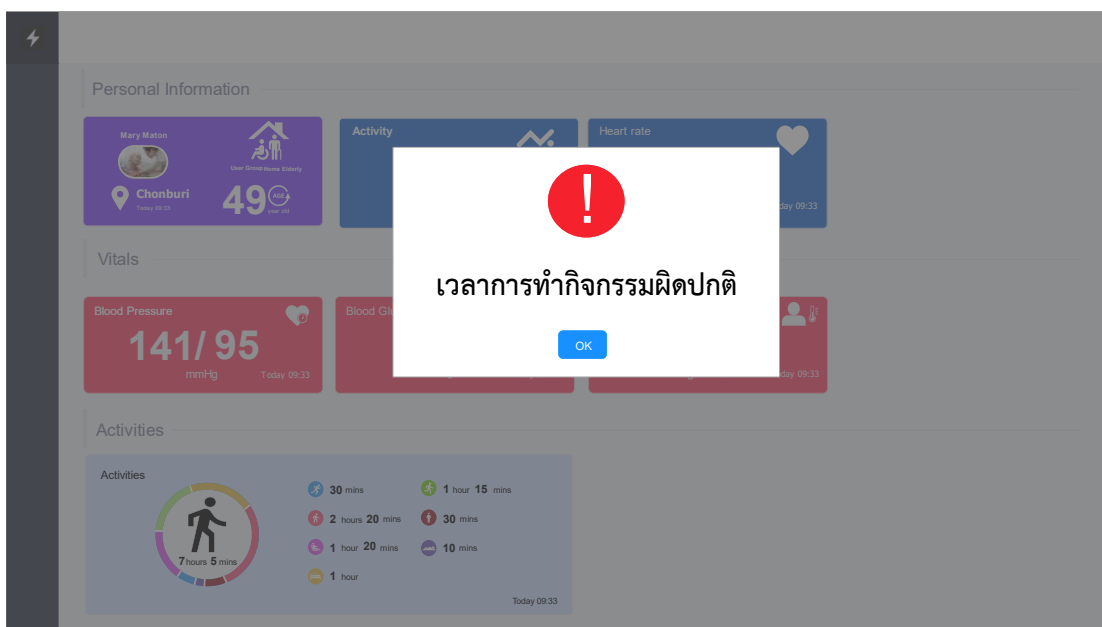 Personal Information
Mary Maton
User Group Home Elderly
Chonburi
Today 09:33
49
AGE
year old
Activity
Heart rate
day 09:33
Vitals
Blood Pressure
141/ 95
mmHg
Today 09:33
Blood Gl
day 09:33
เวลาการทำกิจกรรมผิดปกติ
OK
Activities
Activities
7 hours 5 mins
30 mins
2 hours 20 mins
1 hour 20 mins
1 hour
1 hour 15 mins
30 mins
10 mins
Today 09:33